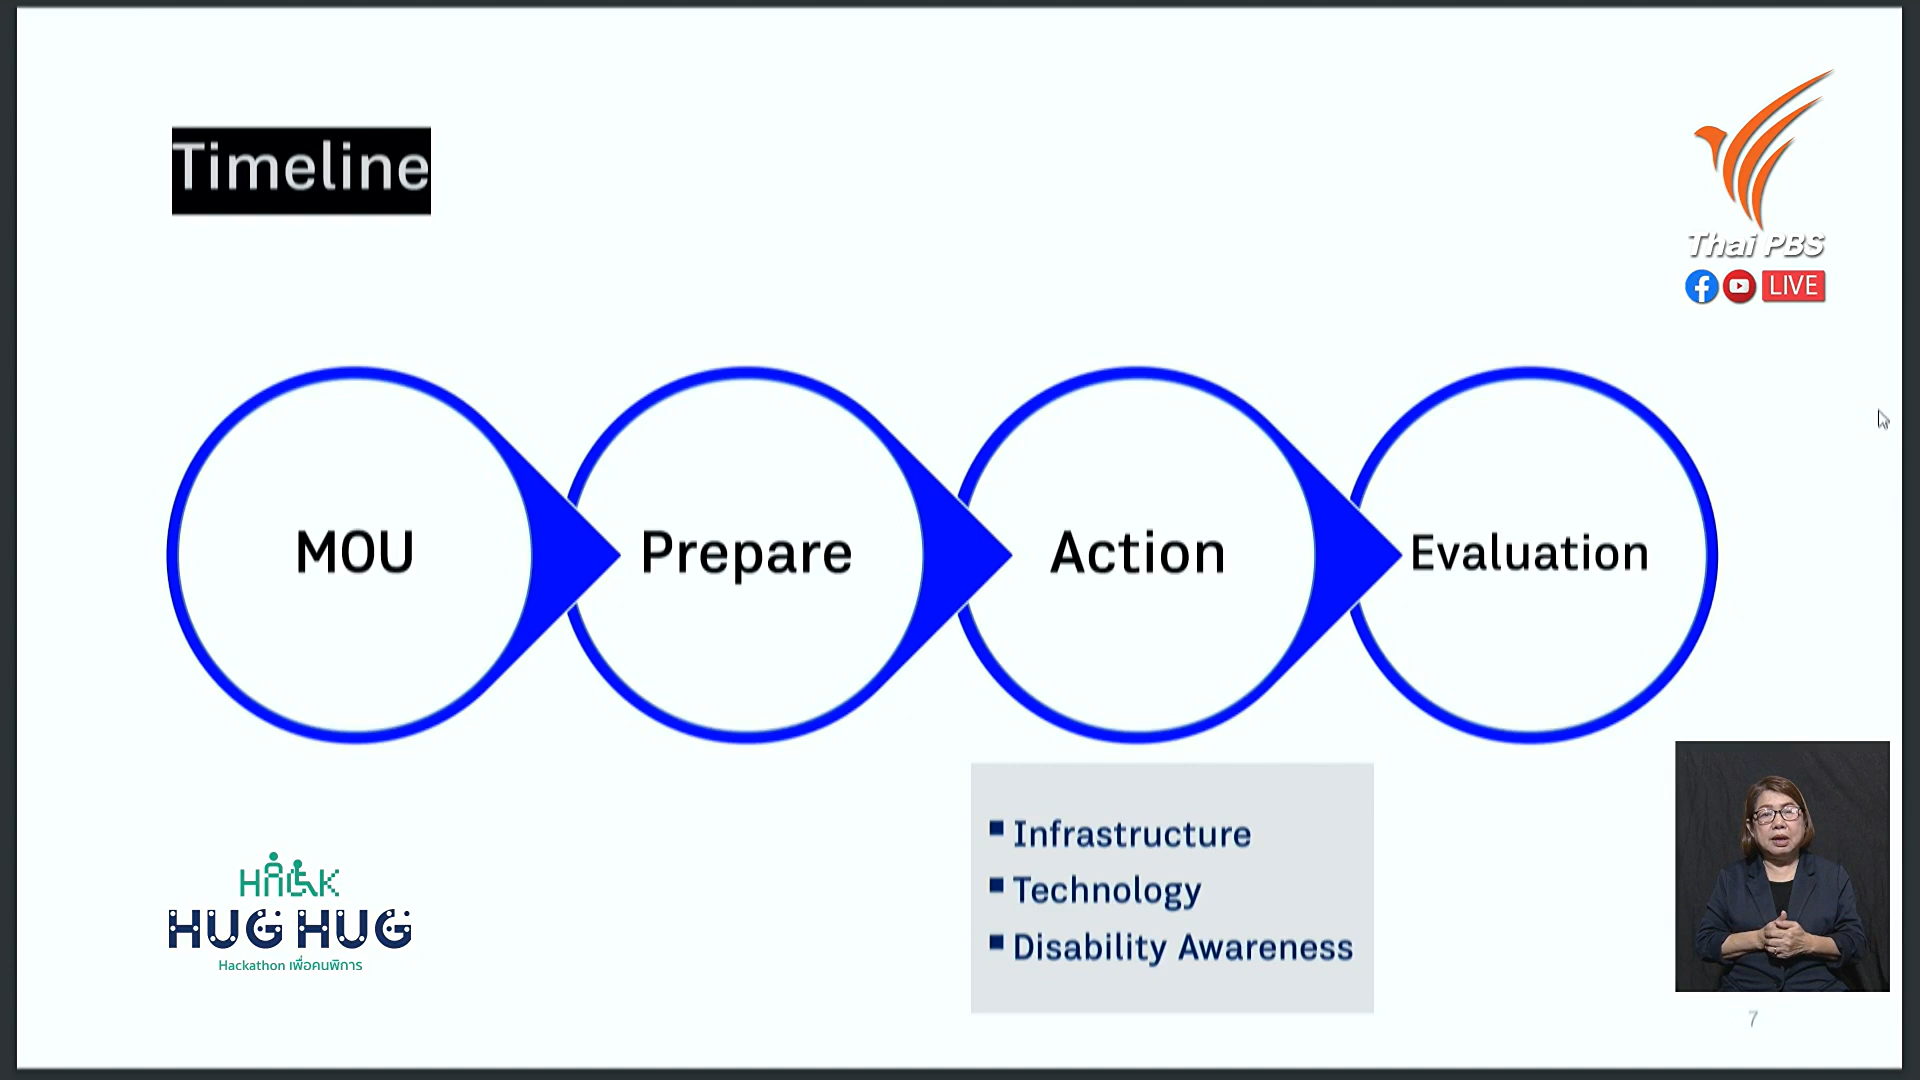 Timeline
Thai PBS
LIVE
MOU
Prepare
Action
Evaluation
Infrastructure
Technology
Disability Awareness
HACK
HUG HUG
Hackathon เพื่อคนพิการ
7